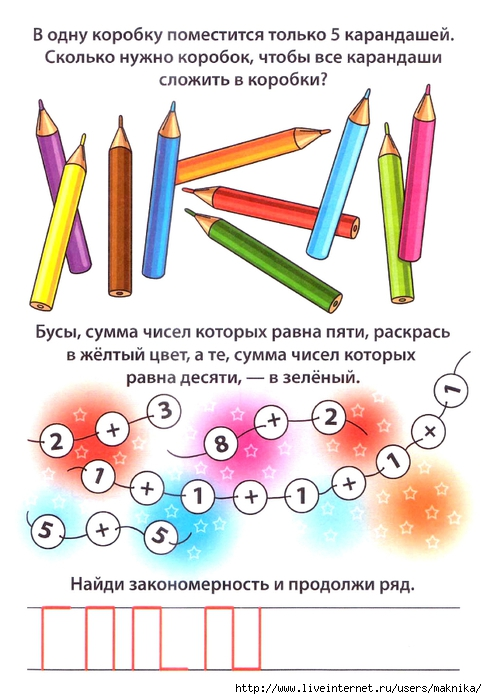 В одну коробку поместится только 5 карандашей.
Сколько нужно коробок, чтобы все карандаши
сложить в коробки?
Бусы, сумма чисел которых равна пяти, раскрась
в жёлтый цвет, а те, сумма чисел которых
равна десяти, — в зелёный.
2 + 3
8 + 2
1 + 1 + 1 + 1 × 1
5 + 5
Найди закономерность и продолжи ряд.
http://www.liveinternet.ru/users/maknika/